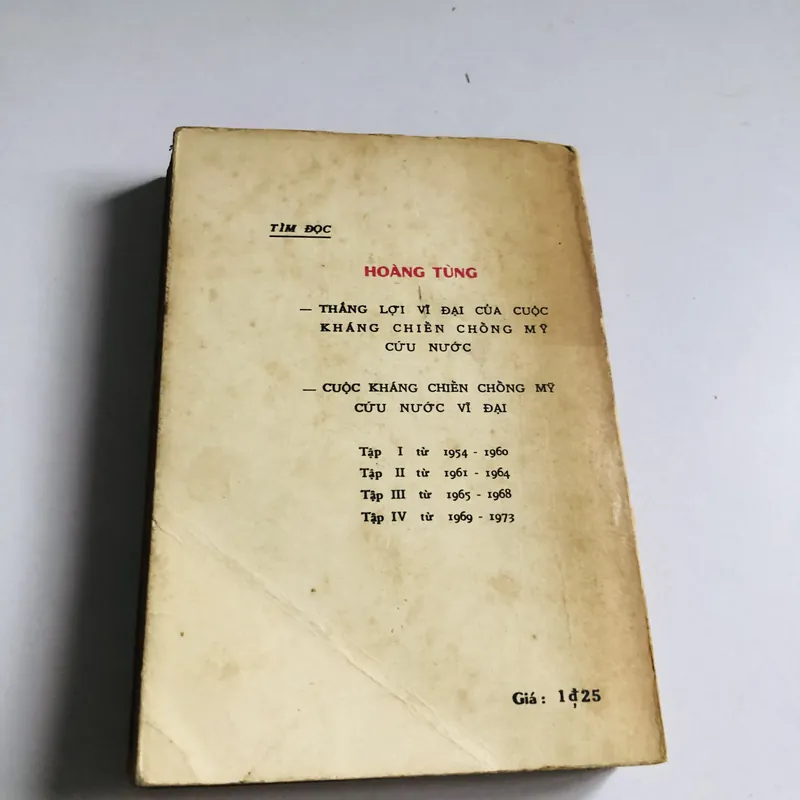 TÌM ĐỌC
HOÀNG TÙNG
— THẮNG LỢI VĨ ĐẠI CỦA CUỘC
KHÁNG CHIẾN CHỐNG MỸ
CỨU NƯỚC
— CUỘC KHÁNG CHIẾN CHỐNG MỸ
CỨU NƯỚC VĨ ĐẠI
Tập I từ 1954 - 1960
Tập II từ 1961 - 1964
Tập III từ 1965 - 1968
Tập IV từ 1969 - 1973
Giá : 1đ25